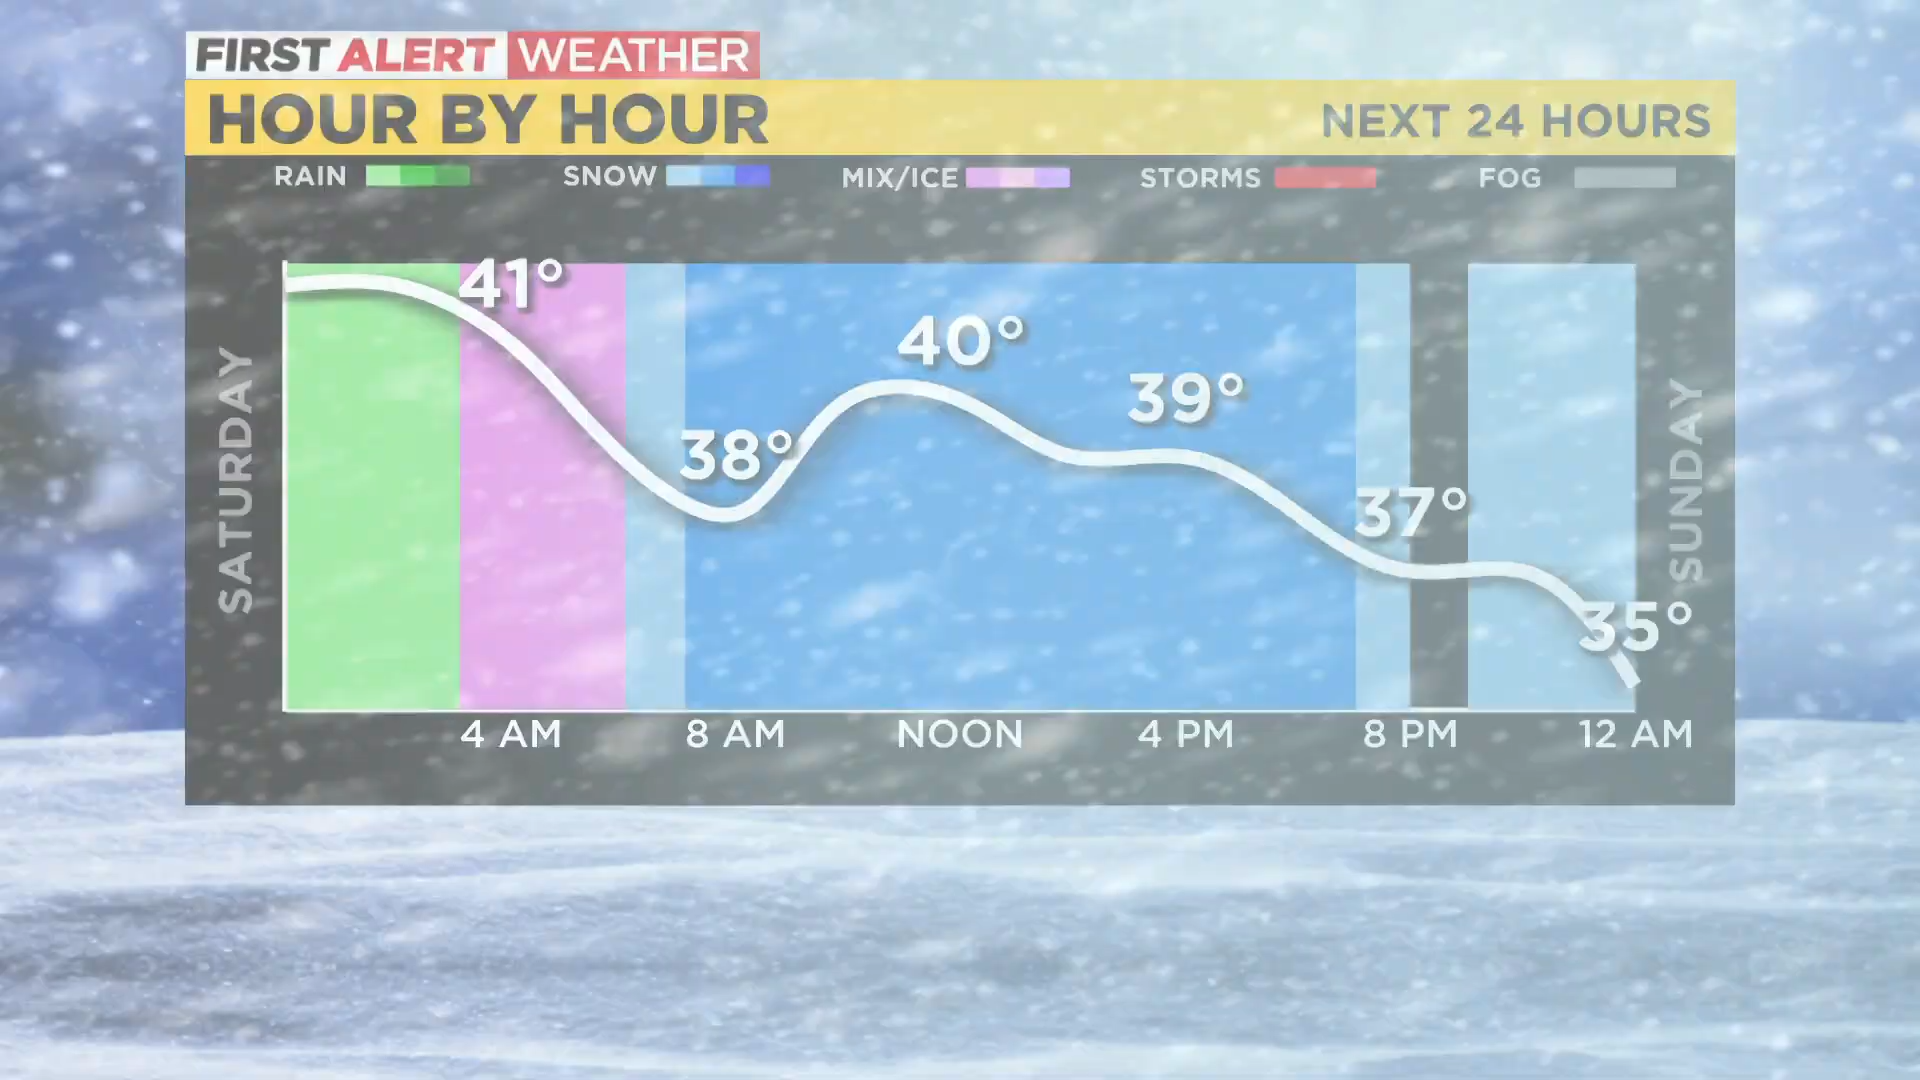 FIRST ALERT WEATHER
HOUR BY HOUR
NEXT 24 HOURS
RAIN
SNOW
MIX/ICE
STORMS
FOG
SATURDAY
41°
38°
40°
39°
37°
35°
SUNDAY
4 AM
8 AM
NOON
4 PM
8 PM
12 AM